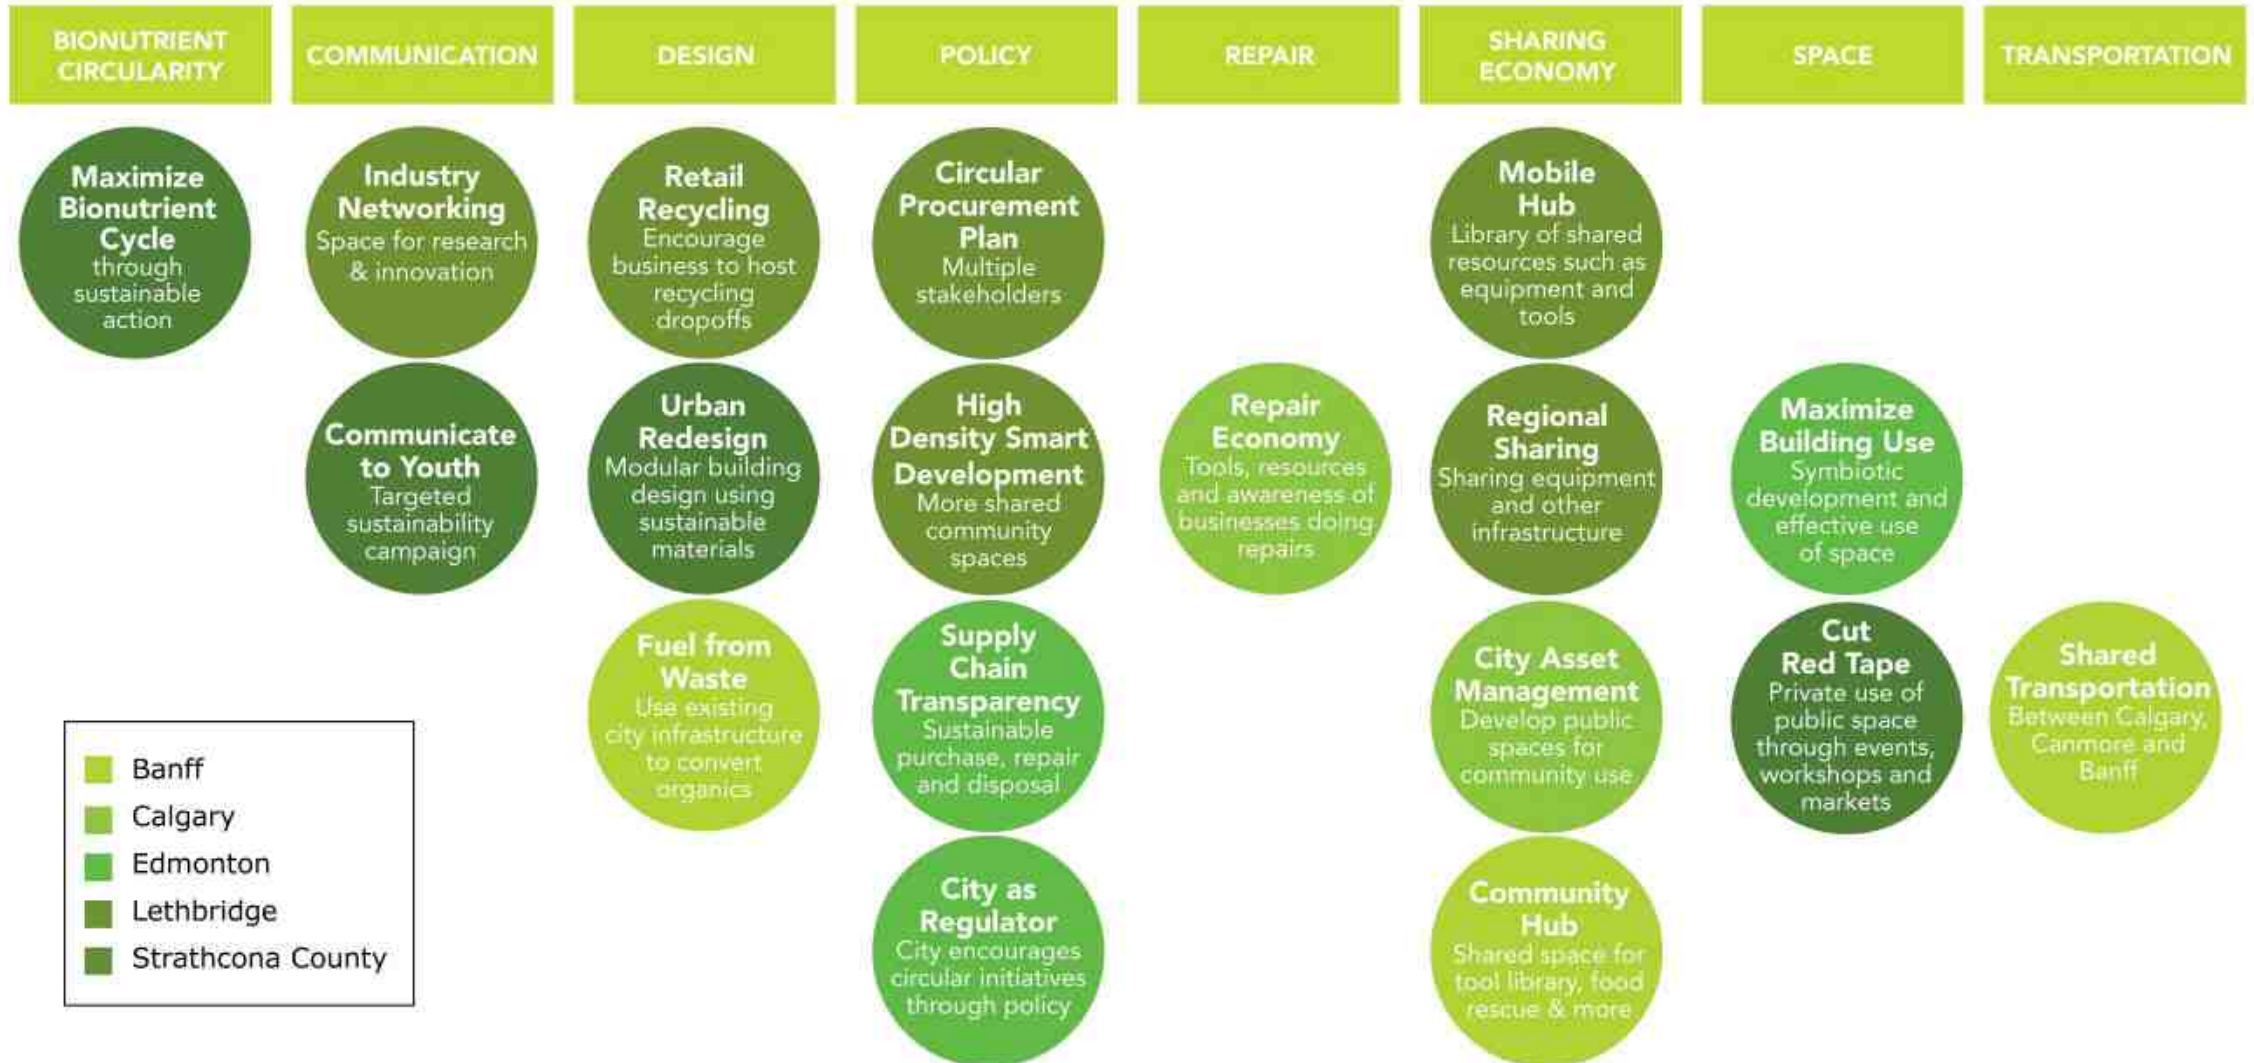 BIONUTRIENT
CIRCULARITY
COMMUNICATION
DESIGN
POLICY
REPAIR
SHARING
ECONOMY
SPACE
TRANSPORTATION
Maximize
Bionutrient
Cycle
through
sustainable
action
Industry
Networking
Space for research
& innovation
Communicate
to Youth
Targeted
sustainability
campaign
Retail
Recycling
Encourage
business to host
recycling
dropoffs
Urban
Redesign
Modular building
design using
sustainable
materials
Fuel from
Waste
Use existing
city infrastructure
to convert
organics
Circular
Procurement
Plan
Multiple
stakeholders
High
Density Smart
Development
More shared
community
spaces
Supply
Chain
Transparency
Sustainable
purchase, repair
and disposal
City as
Regulator
City encourages
circular initiatives
through policy
Repair
Economy
Tools, resources
and awareness of
businesses doing
repairs
Mobile
Hub
Library of shared
resources such as
equipment and
tools
Regional
Sharing
Sharing equipment
and other
infrastructure
City Asset
Management
Develop public
spaces for
community use
Community
Hub
Shared space for
tool library, food
rescue & more
Maximize
Building Use
Symbiotic
development and
effective use
of space
Cut
Red Tape
Private use of
public space
through events,
workshops and
markets
Shared
Transportation
Between Calgary,
Canmore and
Banff
Banff
Calgary
Edmonton
Lethbridge
Strathcona County